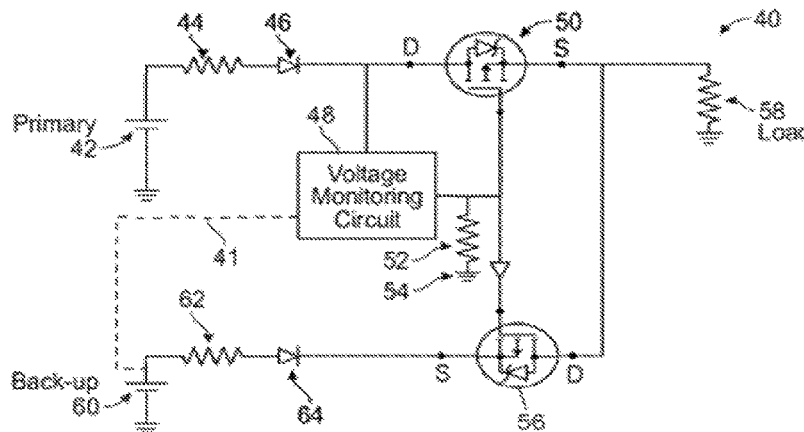 44
46
50
40
D
S
Primary
42
48
58
Load
Voltage
Monitoring
Circuit
41
52
54
62
Back-up
60
64
S
D
56